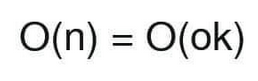 O(n) = O(ok)